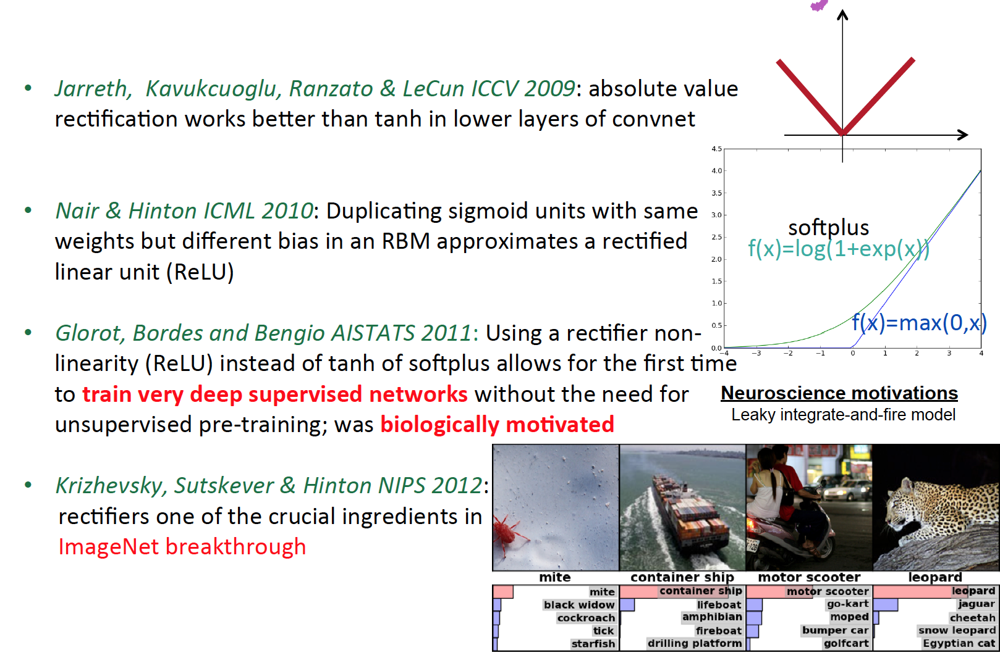 • Jarreth, Kavukcuoglu, Ranzato & LeCun ICCV 2009: absolute value
rectification works better than tanh in lower layers of convnet
• Nair & Hinton ICML 2010: Duplicating sigmoid units with same
weights but different bias in an RBM approximates a rectified
linear unit (ReLU)
• Glorot, Bordes and Bengio AISTATS 2011: Using a rectifier non-
linearity (ReLU) instead of tanh of softplus allows for the first time
to train very deep supervised networks without the need for
unsupervised pre-training; was biologically motivated
• Krizhevsky, Sutskever & Hinton NIPS 2012:
rectifiers one of the crucial ingredients in
ImageNet breakthrough
4.5
4.0
3.5
3.0
2.5
2.0
1.5
1.0
0.5
0.0
−4 −3 −2 −1 0 1 2 3 4
softplus
f(x)=log(1+exp(x))
f(x)=max(0,x)
Neuroscience motivations
Leaky integrate-and-fire model
mite
mite
black widow
cockroach
tick
starfish
container ship
container ship
lifeboat
amphibian
fireboat
drilling platform
motor scooter
motor scooter
go-kart
moped
bumper car
golfcart
leopard
leopard
jaguar
cheetah
snow leopard
Egyptian cat